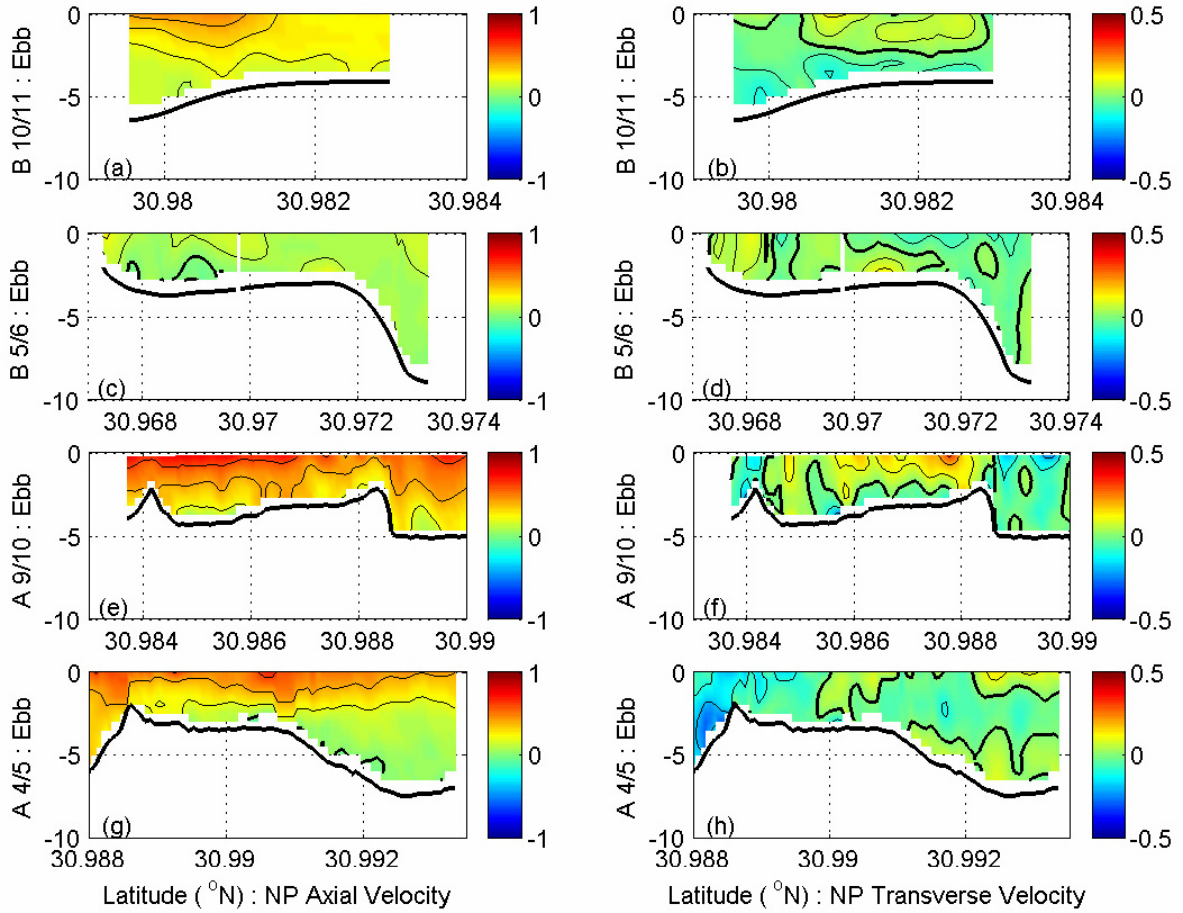 B 10/11 : Ebb
0
-5
-10
(a)
30.98 30.982 30.984
1
0
-1
B 10/11 : Ebb
0
-5
-10
(b)
30.98 30.982 30.984
0.5
0
-0.5
B 5/6 : Ebb
0
-5
-10
(c)
30.968 30.97 30.972 30.974
1
0
-1
B 5/6 : Ebb
0
-5
-10
(d)
30.968 30.97 30.972 30.974
0.5
0
-0.5
A 9/10 : Ebb
0
-5
-10
(e)
30.984 30.986 30.988 30.99
1
0
-1
A 9/10 : Ebb
0
-5
-10
(f)
30.984 30.986 30.988 30.99
0.5
0
-0.5
A 4/5 : Ebb
0
-5
-10
(g)
30.988 30.99 30.992
1
0
-1
Latitude (°N) : NP Axial Velocity
A 4/5 : Ebb
0
-5
-10
(h)
30.988 30.99 30.992
0.5
0
-0.5
Latitude (°N) : NP Transverse Velocity